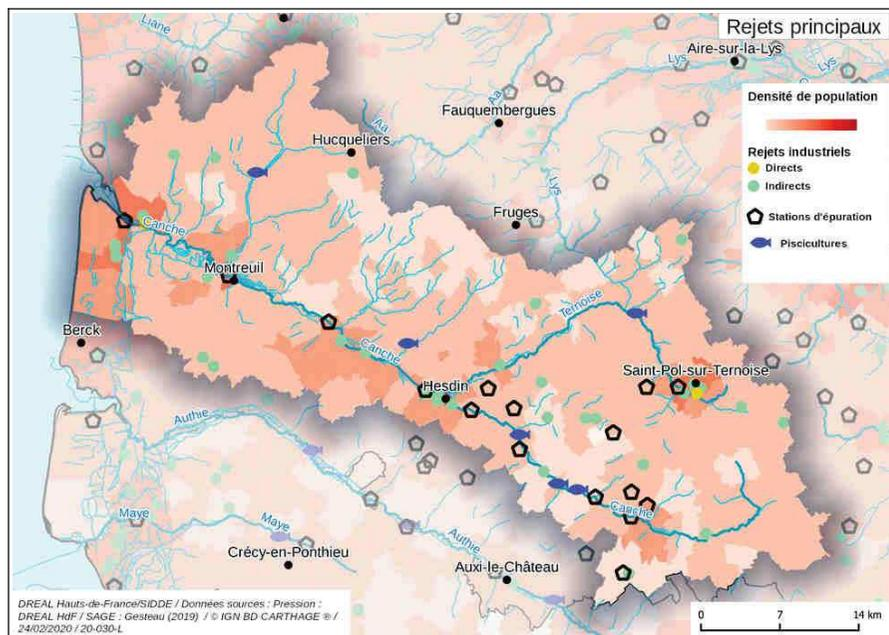 Rejets principaux
Liane
Aire-sur-la-Lys
Lys
Lys
Aa
Fauquembergues
Densité de population
Aa
Hucqueliers
Rejets industriels
Directs
Indirects
Lys
Fruges
Stations d'épuration
Canche
Piscicultures
Montreuil
Ternoise
Berck
Canche
Saint-Pol-sur-Ternoise
Hesdin
Authie
Canche
Maye
Maye
Authie
Crécy-en-Ponthieu
Auxi-le-Château
DREAL Hauts-de-France/SIDDE / Données sources : Pression :
DREAL HdF / SAGE : Gesteau (2019) / © IGN BD CARTHAGE ® /
24/02/2020 / 20-030-L
0 7 14 km